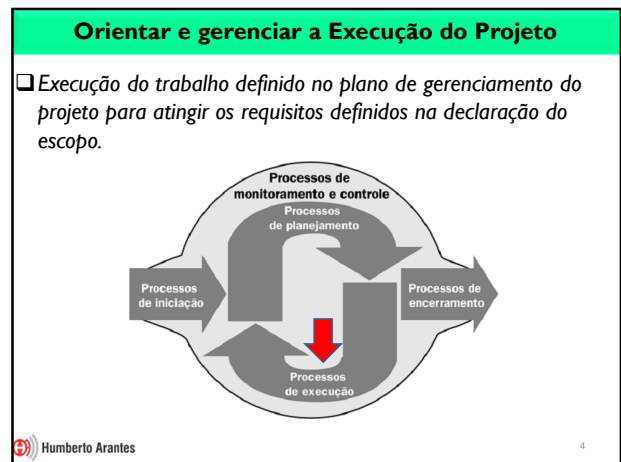 Orientar e gerenciar a Execução do Projeto
Execução do trabalho definido no plano de gerenciamento do
projeto para atingir os requisitos definidos na declaração do
escopo.
Processos de
monitoramento e controle
Processos
de planejamento
Processos
de iniciação
Processos de
encerramento
Processos
de execução
Humberto Arantes
4